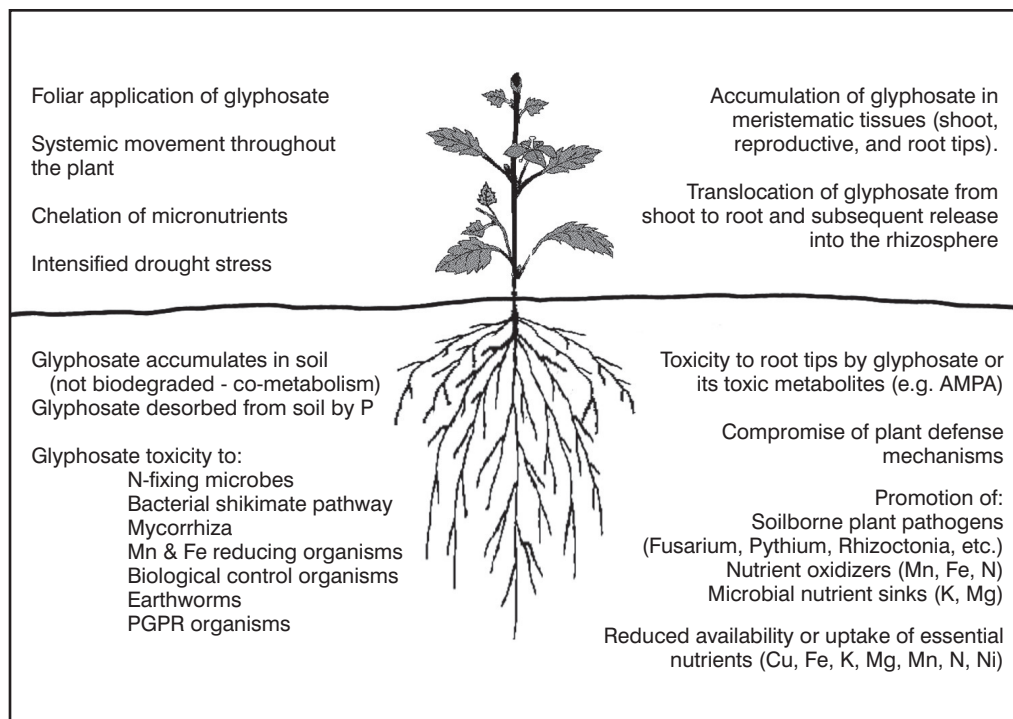 Foliar application of glyphosate
Systemic movement throughout
the plant
Chelation of micronutrients
Intensified drought stress
Accumulation of glyphosate in
meristematic tissues (shoot,
reproductive, and root tips).
Translocation of glyphosate from
shoot to root and subsequent release
into the rhizosphere
Glyphosate accumulates in soil
(not biodegraded - co-metabolism)
Glyphosate desorbed from soil by P
Glyphosate toxicity to:
N-fixing microbes
Bacterial shikimate pathway
Mycorrhiza
Mn & Fe reducing organisms
Biological control organisms
Earthworms
PGPR organisms
Toxicity to root tips by glyphosate or
its toxic metabolites (e.g. AMPA)
Compromise of plant defense
mechanisms
Promotion of:
Soilborne plant pathogens
(Fusarium, Pythium, Rhizoctonia, etc.)
Nutrient oxidizers (Mn, Fe, N)
Microbial nutrient sinks (K, Mg)
Reduced availability or uptake of essential
nutrients (Cu, Fe, K, Mg, Mn, N, Ni)